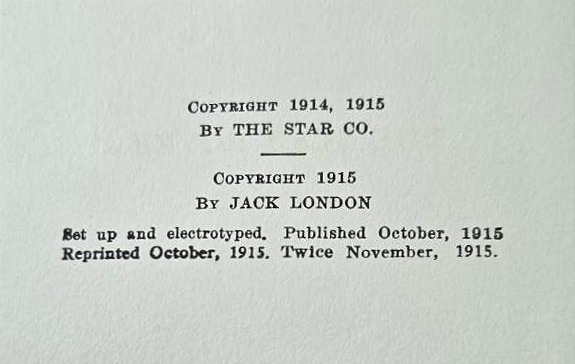 COPYRIGHT 1914, 1915
BY THE STAR CO.
COPYRIGHT 1915
BY JACK LONDON
Set up and electrotyped. Published October, 1915
Reprinted October, 1915. Twice November, 1915.